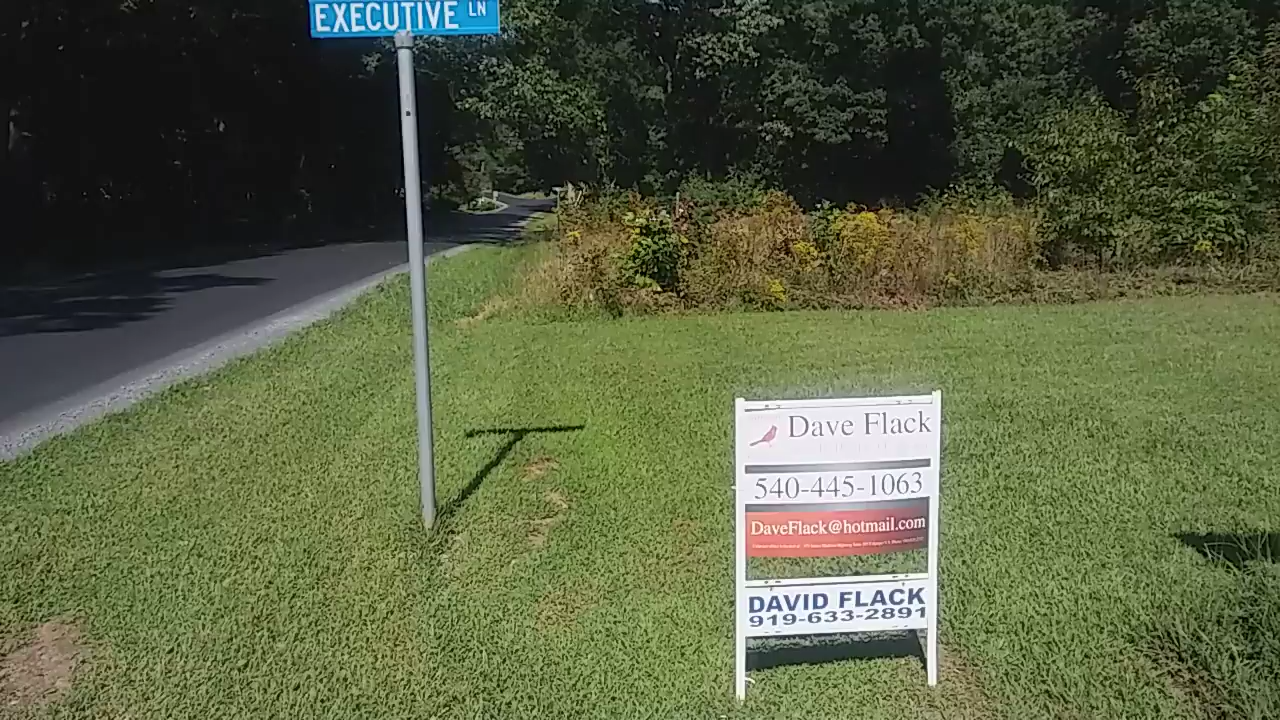 EXECUTIVE LN
Dave Flack
540-445-1063
DaveFlack@hotmail.com
DAVID FLACK
919-633-2891